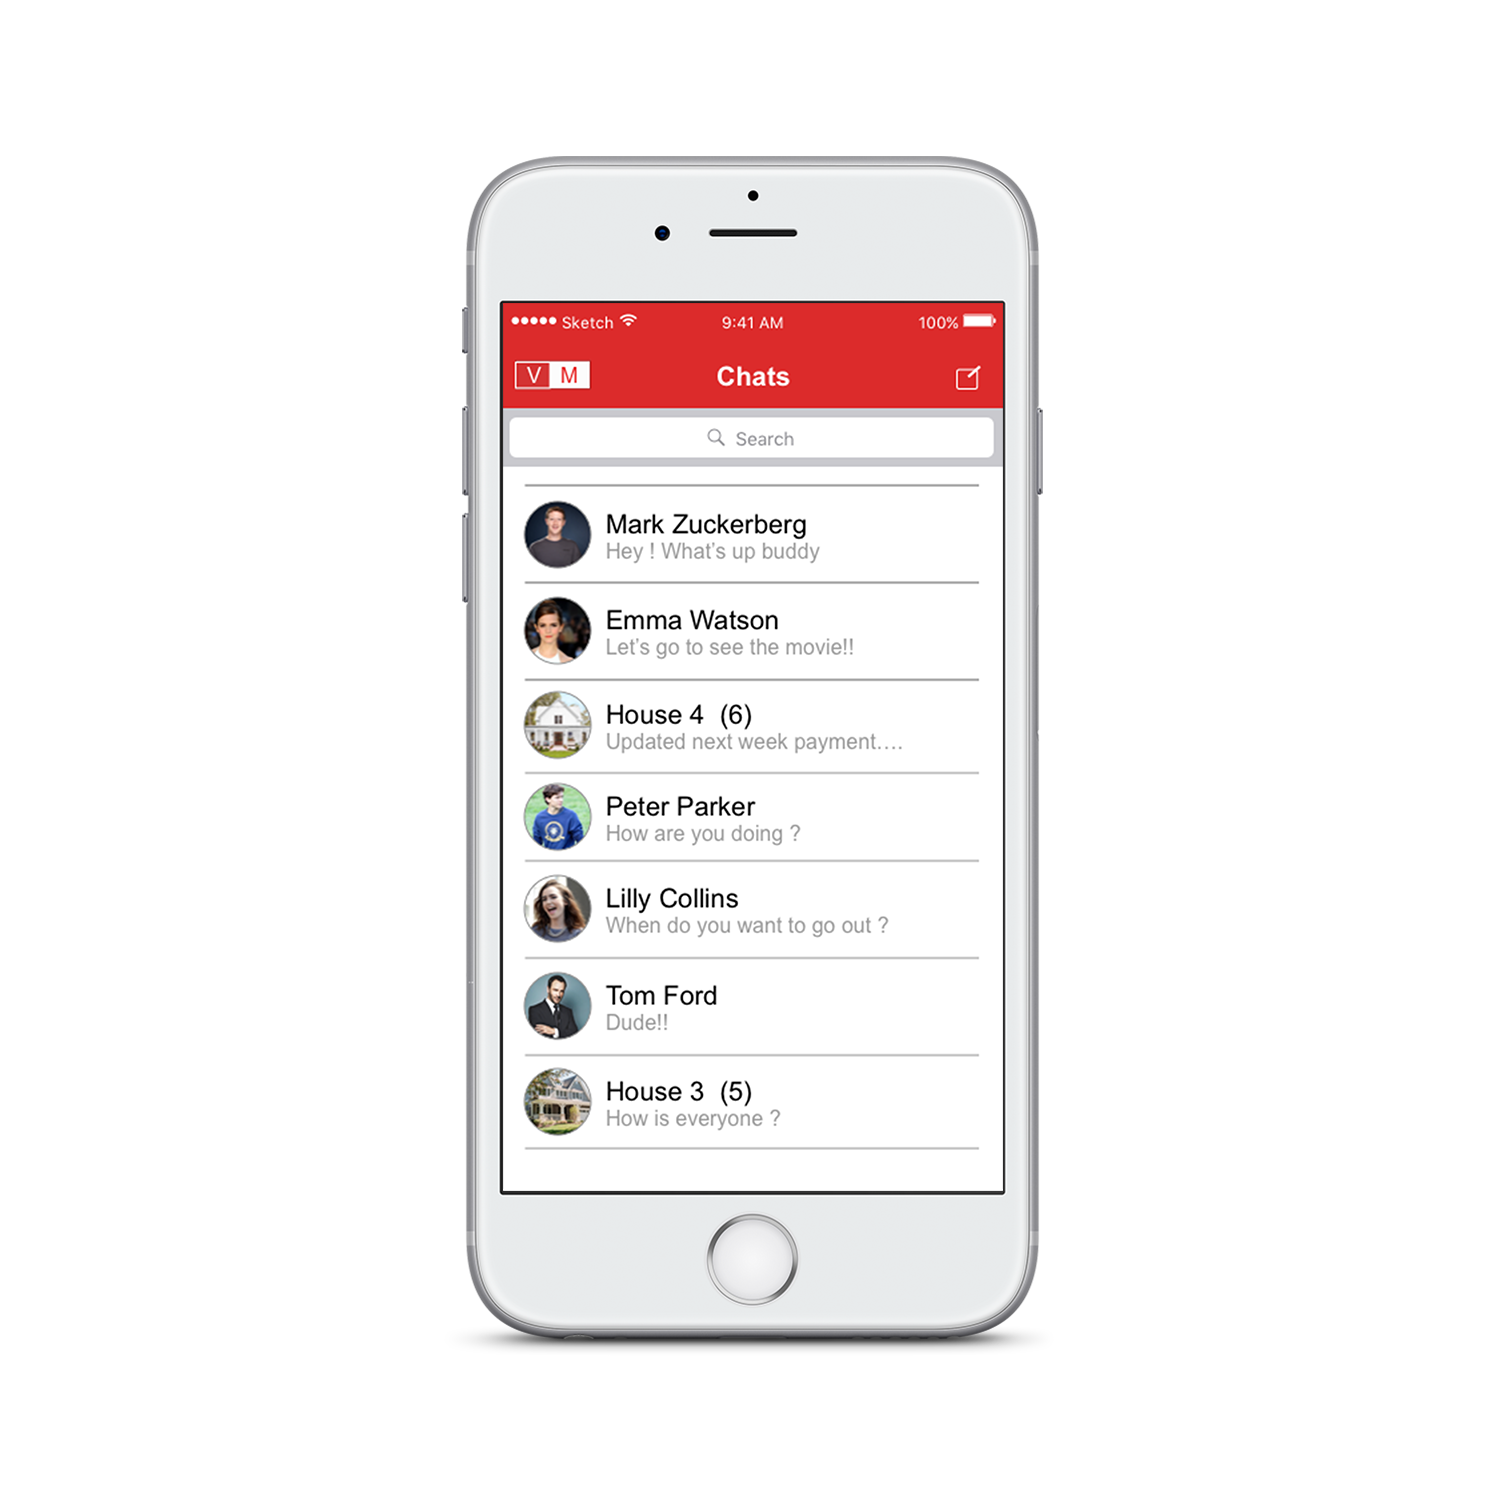 Sketch 9:41 AM 100%
V M Chats
Search
Mark Zuckerberg
Hey ! What's up buddy
Emma Watson
Let's go to see the movie!!
House 4 (6)
Updated next week payment....
Peter Parker
How are you doing ?
Lilly Collins
When do you want to go out ?
Tom Ford
Dude!!
House 3 (5)
How is everyone ?